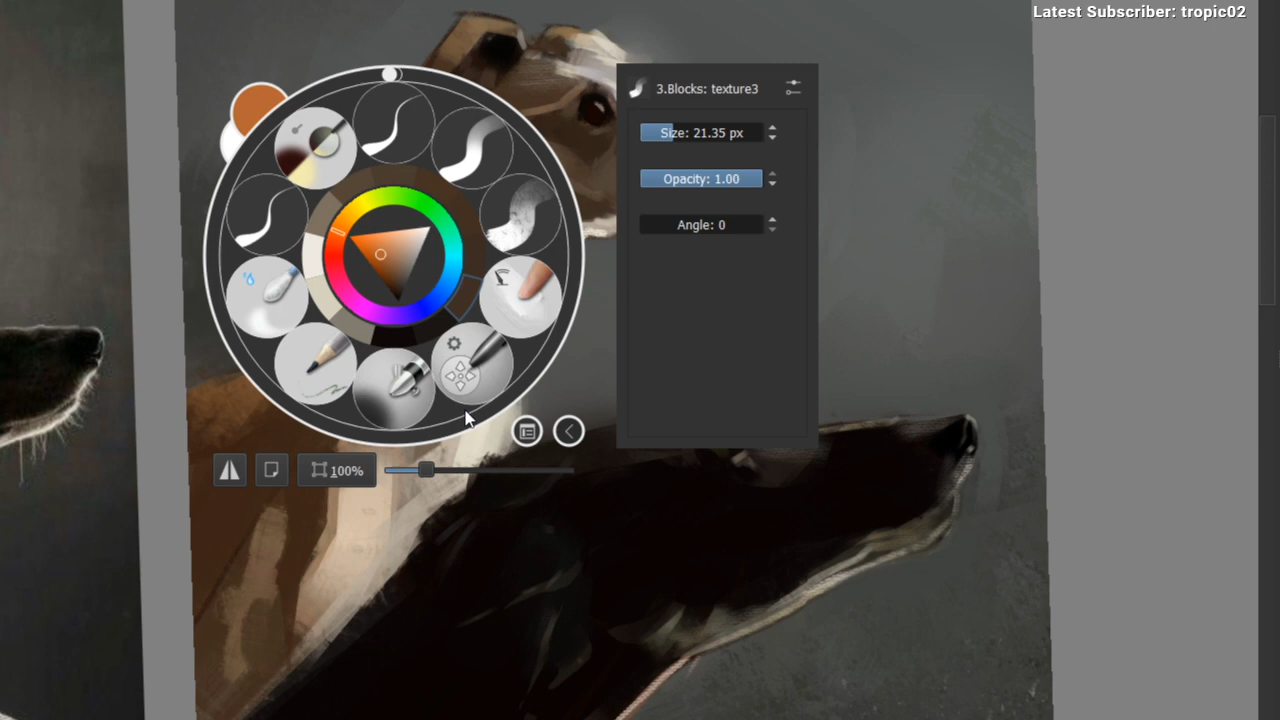 Latest Subscriber: tropic02
3.Blocks: texture3
Size: 21.35 px
Opacity: 1.00
Angle: 0
100%